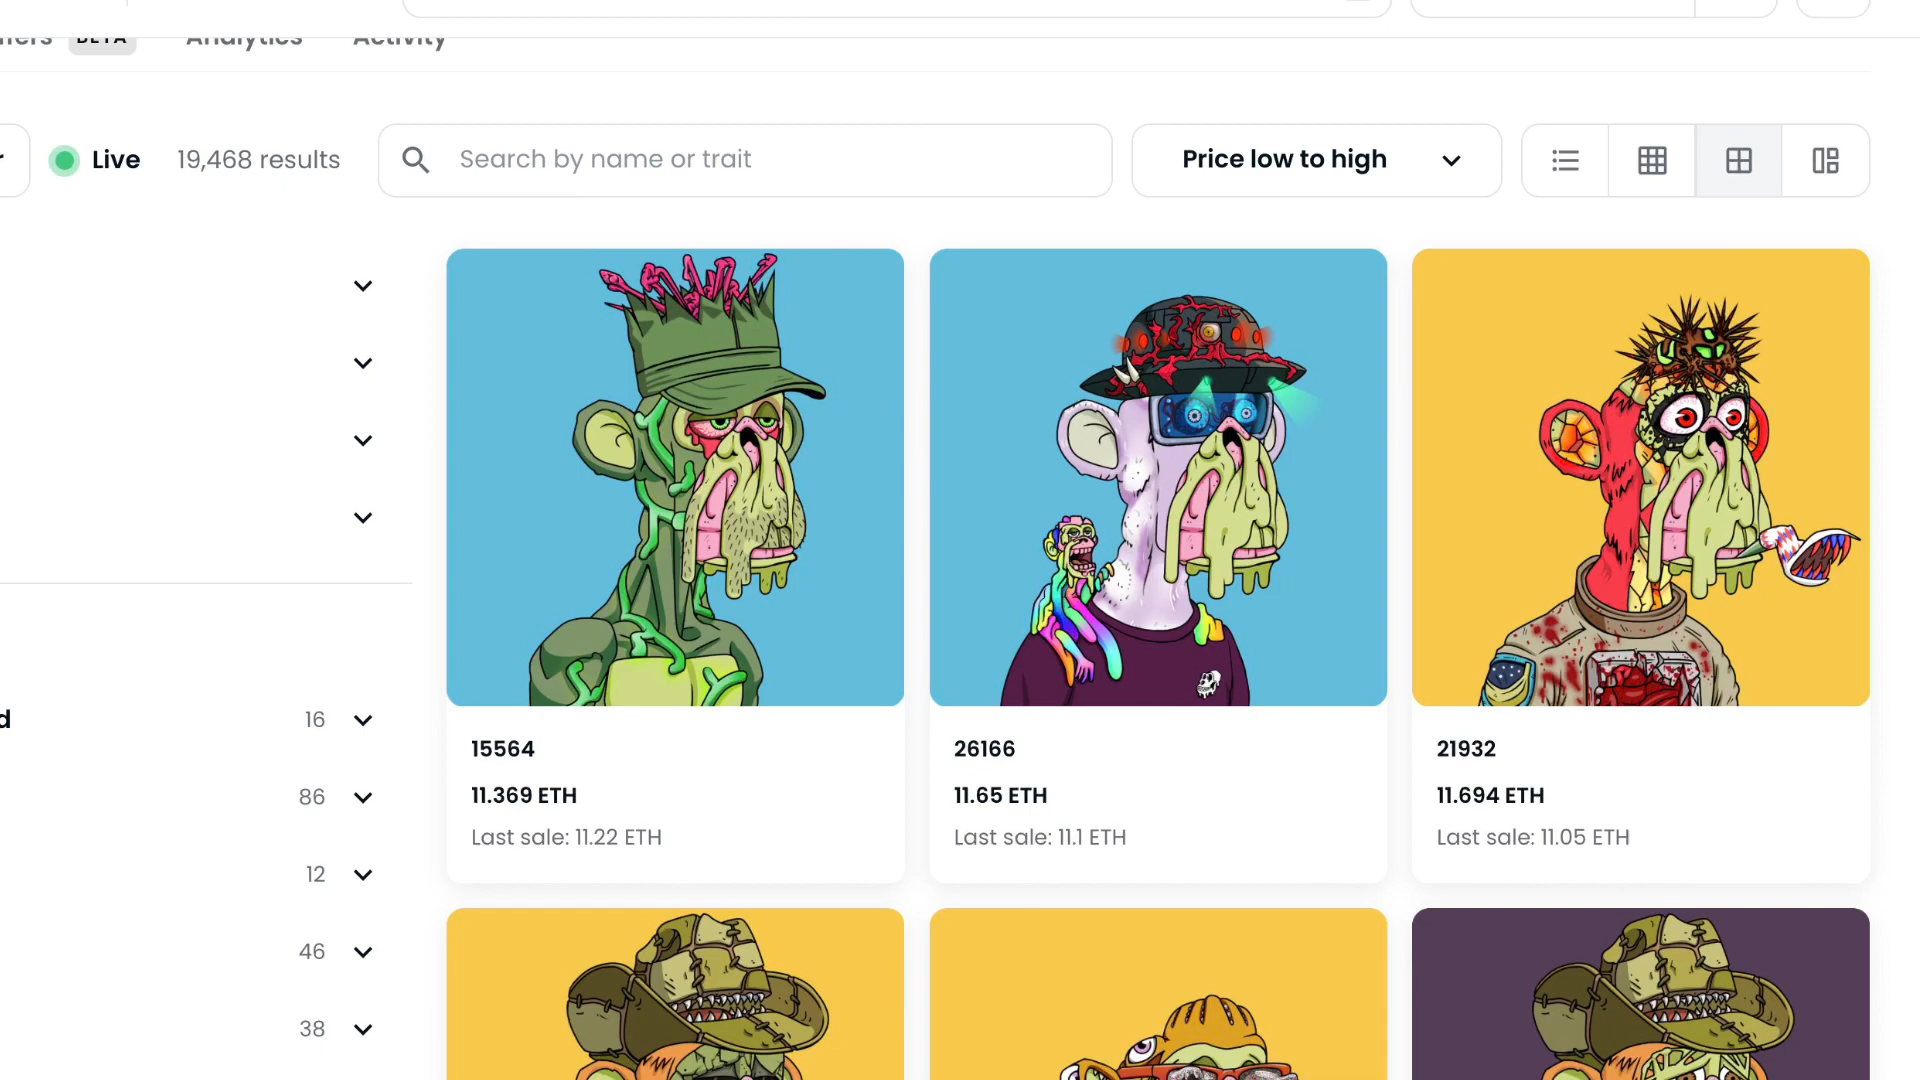 BETA
Analytics
Activity
Live
19,468 results
Search by name or trait
Price low to high
15564
11.369 ETH
Last sale: 11.22 ETH
26166
11.65 ETH
Last sale: 11.1 ETH
21932
11.694 ETH
Last sale: 11.05 ETH
d
16
86
12
46
38